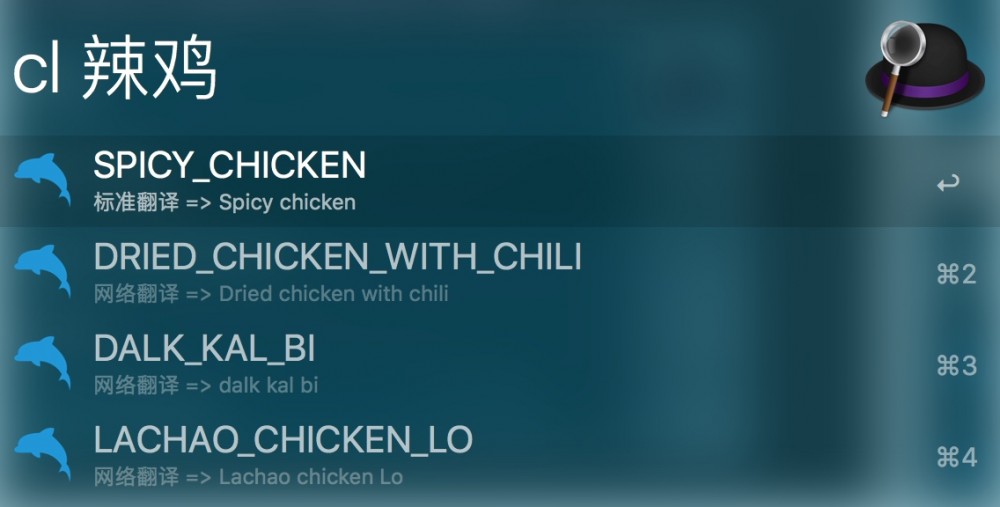 cl 辣鸡
SPICY_CHICKEN
标准翻译 => Spicy chicken
↩
DRIED_CHICKEN_WITH_CHILI
网络翻译 => Dried chicken with chili
⌘2
DALK_KAL_BI
网络翻译 => dalk kal bi
⌘3
LACHAO_CHICKEN_LO
网络翻译 => Lachao chicken Lo
⌘4